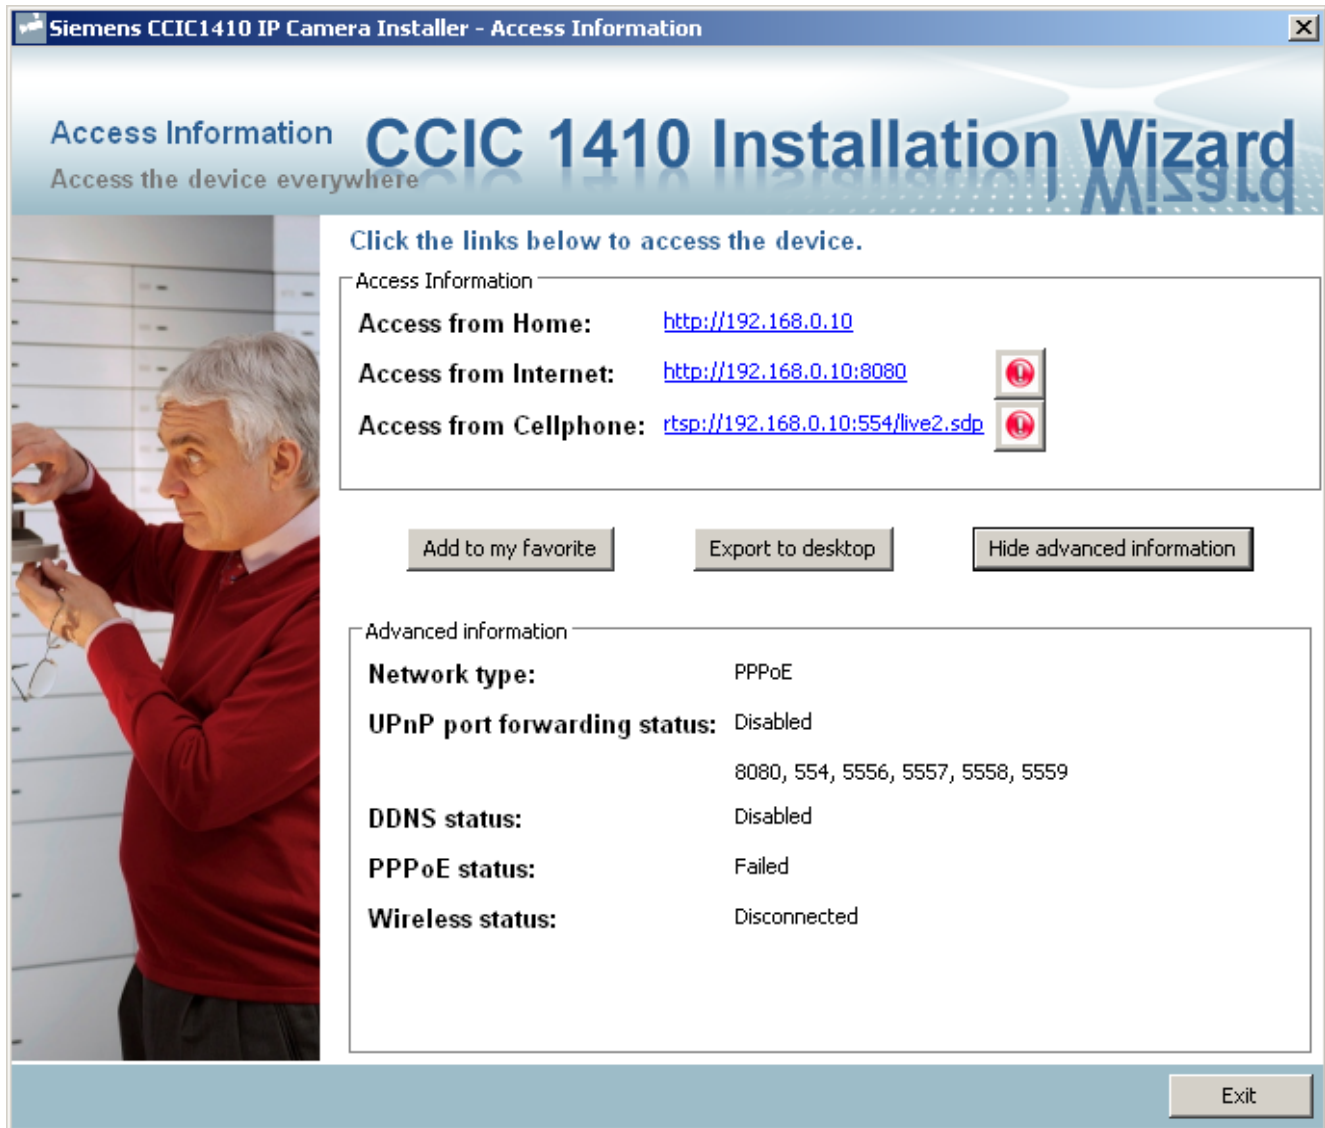 Siemens CCIC1410 IP Camera Installer - Access Information
Access Information
CCIC 1410 Installation Wizard
Access the device everywhere
Click the links below to access the device.
Access Information
Access from Home: http://192.168.0.10
Access from Internet: http://192.168.0.10:8080
Access from Cellphone: rtsp://192.168.0.10:554/live2.sdp
Add to my favorite Export to desktop Hide advanced information
Advanced information
Network type: PPPoE
UPnP port forwarding status: Disabled
8080, 554, 5556, 5557, 5558, 5559
DDNS status: Disabled
PPPoE status: Failed
Wireless status: Disconnected
Exit